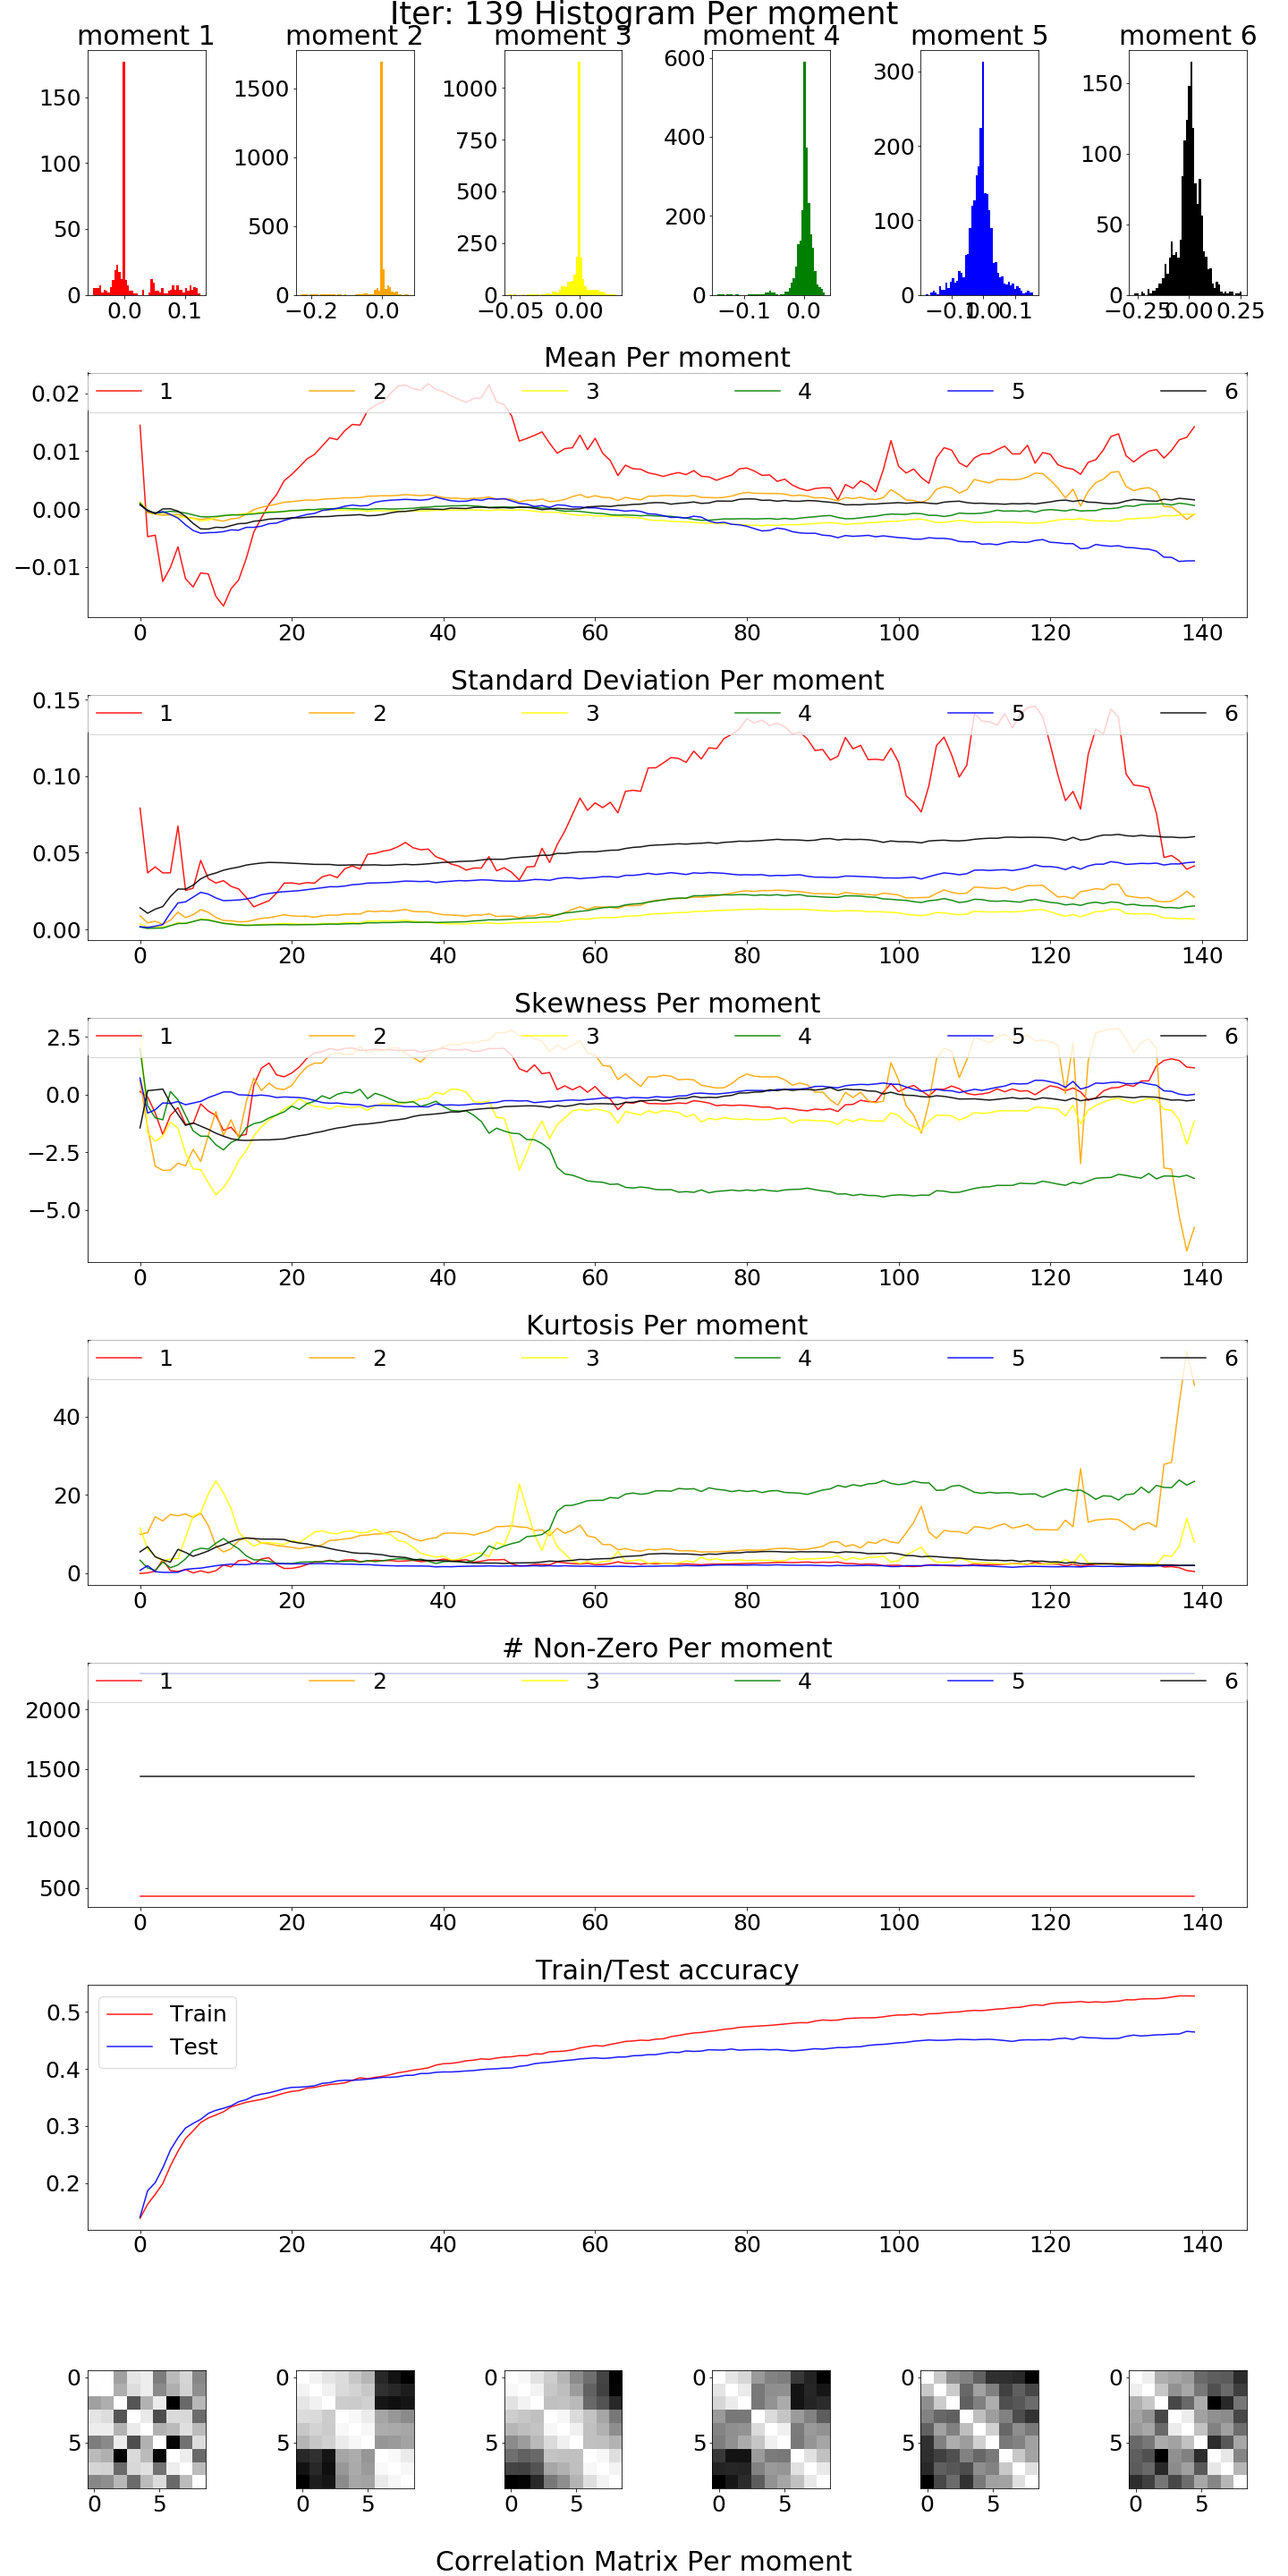 Iter: 139 Histogram Per moment
moment 1 moment 2 moment 3 moment 4 moment 5 moment 6
150 100 50 0 0.0 0.1
1500 1000 500 0 −0.2 0.0
1000 750 500 250 0 −0.05 0.00
600 400 200 0 −0.1 0.0
300 200 100 0 −0.1 0.0 0.1
150 100 50 0 −0.25 0.00 0.25
Mean Per moment
1 2 3 4 5 6
0.02
0.01
0.00
−0.01
0 20 40 60 80 100 120 140
Standard Deviation Per moment
1 2 3 4 5 6
0.15
0.10
0.05
0.00
0 20 40 60 80 100 120 140
Skewness Per moment
1 2 3 4 5 6
2.5
0.0
−2.5
−5.0
0 20 40 60 80 100 120 140
Kurtosis Per moment
1 2 3 4 5 6
40
20
0
0 20 40 60 80 100 120 140
# Non-Zero Per moment
1 2 3 4 5 6
2000
1500
1000
500
0 20 40 60 80 100 120 140
Train/Test accuracy
Train
Test
0.5
0.4
0.3
0.2
0 20 40 60 80 100 120 140
0 0 0 0 0 0
5 5 5 5 5 5
0 5 0 5 0 5 0 5 0 5 0 5
Correlation Matrix Per moment